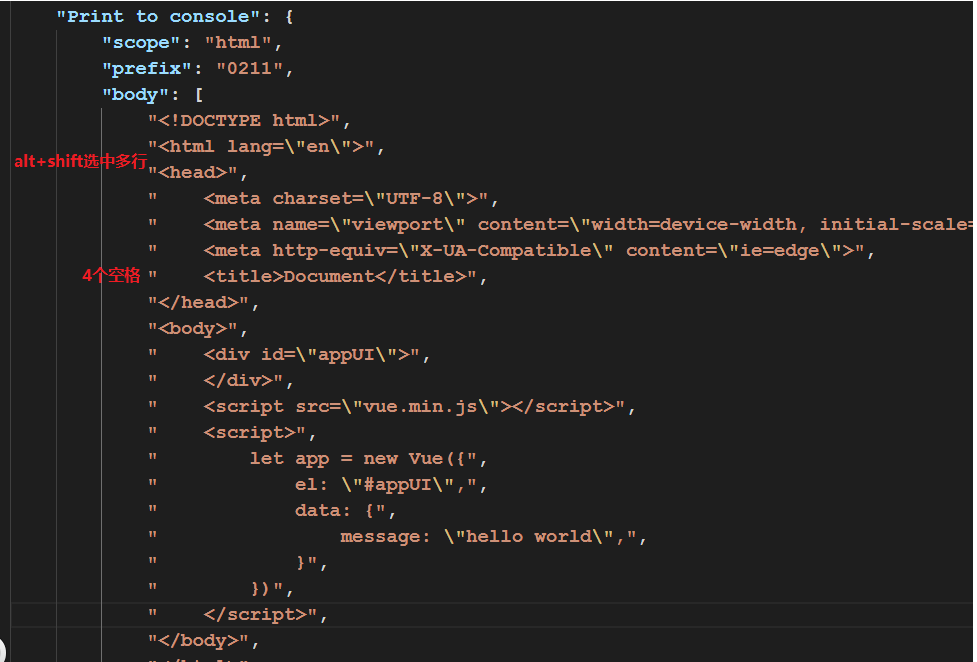 "Print to console": {
"scope": "html",
"prefix": "0211",
"body": [
"<!DOCTYPE html>",
"<html lang=\"en\">",
alt+shift选中多行
"<head>",
"    <meta charset=\"UTF-8\">",
"    <meta name=\"viewport\" content=\"width=device-width, initial-scale=
"    <meta http-equiv=\"X-UA-Compatible\" content=\"ie=edge\">",
4个空格 "    <title>Document</title>",
"</head>",
"<body>",
"    <div id=\"appUI\">",
"    </div>",
"    <script src=\"vue.min.js\"></script>",
"    <script>",
"        let app = new Vue({",
"            el: \"#appUI\",",
"            data: {",
"                message: \"hello world\",",
"            }",
"        })",
"    </script>",
"</body>",